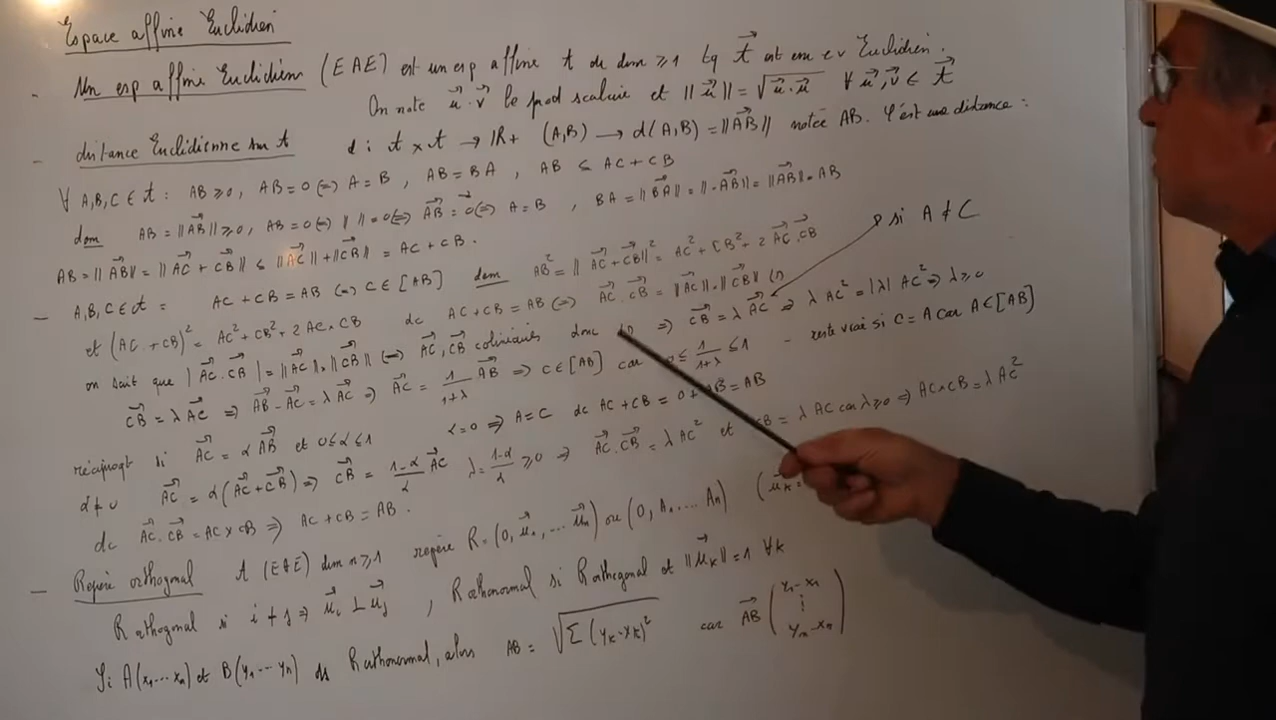 Espace affine Euclidien
- Un esp affine Euclidien (EAE) est un esp affine A de dim ≥ 1 tq A⃗ est un ev Euclidien.
On note u⃗.v⃗ le prod scalaire et ||u⃗|| = √(u⃗.u⃗) ∀ u⃗,v⃗ ∈ A⃗
- distance Euclidienne sur A d : A × A → IR+ (A,B) → d(A,B) = ||AB⃗|| notée AB. C'est une distance :
∀ A,B,C ∈ A : AB ≥ 0, AB = 0 (=) A = B, AB = BA, AB ≤ AC + CB
dem AB = ||AB⃗|| ≥ 0, AB = 0 (=) || || = 0 (=) AB⃗ = 0⃗ (=) A = B, BA = ||BA⃗|| = ||-AB⃗|| = ||AB⃗|| = AB
AB = ||AB⃗|| = ||AC⃗ + CB⃗|| ≤ ||AC⃗|| + ||CB⃗|| = AC + CB.
- A,B,C ∈ A : AC + CB = AB (=) C ∈ [AB] dem AB² = ||AC⃗ + CB⃗||² = AC² + CB² + 2 AC⃗.CB⃗
si A ≠ C
et (AC + CB)² = AC² + CB² + 2 AC×CB dc AC + CB = AB (=) AC⃗.CB⃗ = ||AC⃗||.||CB⃗|| (1)
on sait que |AC⃗.CB⃗| = ||AC⃗||.||CB⃗|| (=) AC⃗, CB⃗ colinéaires donc (1) ⇒ CB⃗ = λ AC⃗ ⇒ λ AC² = |λ| AC² ⇒ λ ≥ 0
CB⃗ = λ AC⃗ ⇒ AB⃗ - AC⃗ = λ AC⃗ ⇒ AC⃗ = 1/(1+λ) AB⃗ ⇒ C ∈ [AB] car 0 ≤ 1/(1+λ) ≤ 1 - reste vrai si C = A car A ∈ [AB]
réciproqt si AC⃗ = α AB⃗ et 0 ≤ α ≤ 1 α = 0 ⇒ A = C dc AC + CB = 0 + AB = AB
α ≠ 0 AC⃗ = α(AC⃗ + CB⃗) ⇒ CB⃗ = (1-α)/α AC⃗ λ = (1-α)/α ≥ 0 ⇒ AC⃗.CB⃗ = λ AC² et CB = λ AC car λ ≥ 0 ⇒ AC×CB = λ AC²
dc AC⃗.CB⃗ = AC × CB ⇒ AC + CB = AB.
- Repère orthogonal A (EAE) dim n ≥ 1 repère R = (O, u⃗₁, ... u⃗n) ou (O, A₁ .... An) (u⃗k =
R orthogonal si i ≠ j ⇒ u⃗i ⊥ u⃗j, R orthonormal si R orthogonal et ||u⃗k|| = 1 ∀k
Si A(x₁...xn) et B(y₁...yn) ds R orthonormal, alors AB = √(Σ(yk - xk)²) car AB⃗ (y₁ - x₁ ⋮ yn - xn)